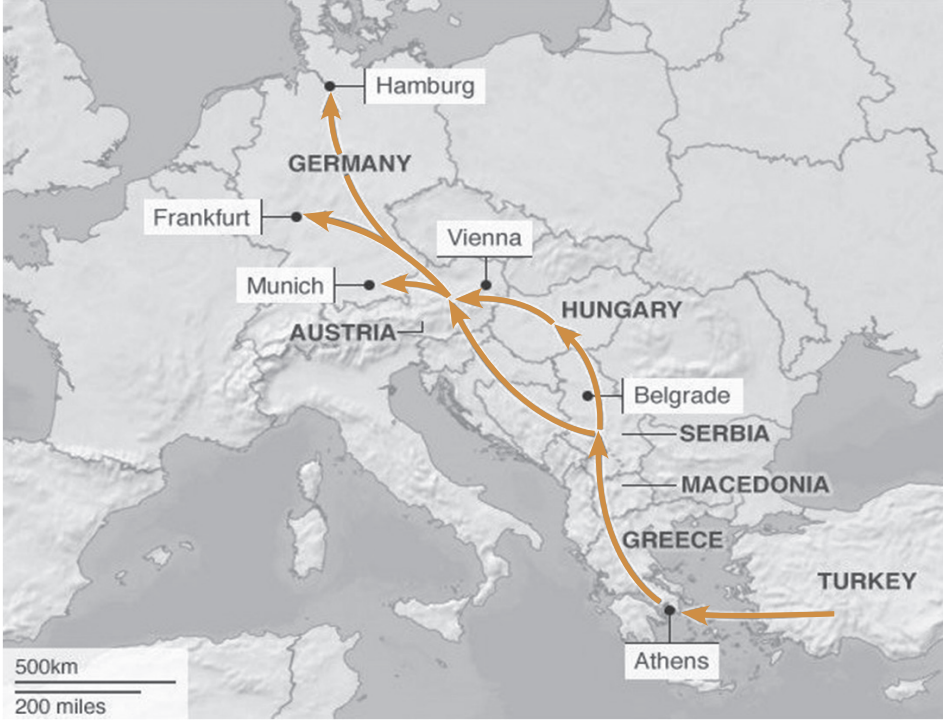 Hamburg
GERMANY
Frankfurt
Vienna
Munich
HUNGARY
AUSTRIA
Belgrade
SERBIA
MACEDONIA
GREECE
TURKEY
Athens
500km
200 miles